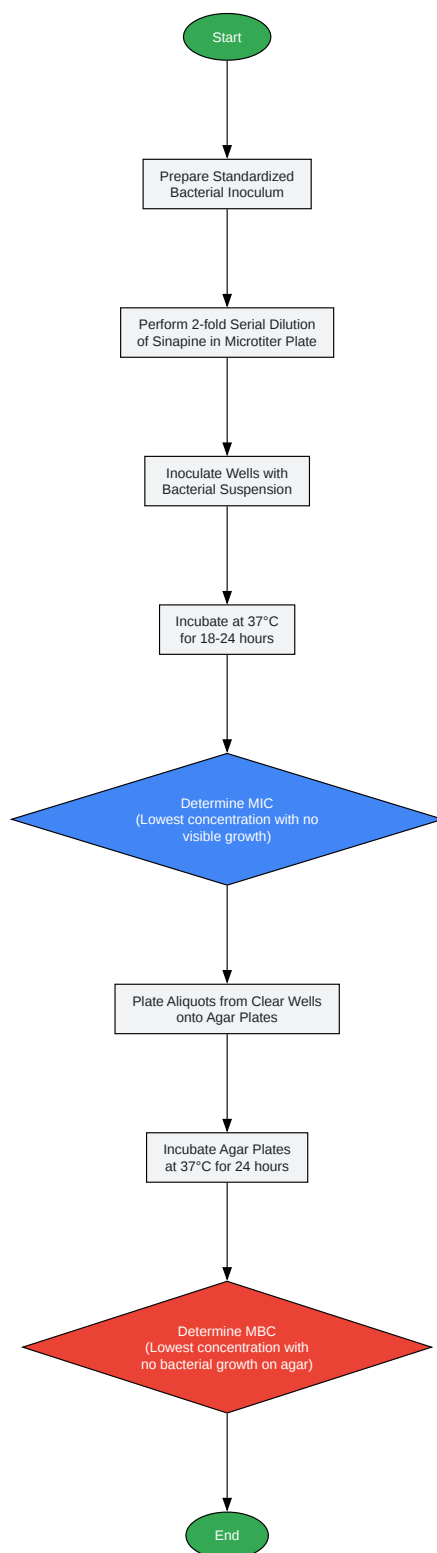 Start
Prepare Standardized
Bacterial Inoculum
Perform 2-fold Serial Dilution
of Sinapine in Microtiter Plate
Inoculate Wells with
Bacterial Suspension
Incubate at 37°C
for 18-24 hours
Determine MIC
(Lowest concentration with no
visible growth)
Plate Aliquots from Clear Wells
onto Agar Plates
Incubate Agar Plates
at 37°C for 24 hours
Determine MBC
(Lowest concentration with
no bacterial growth on agar)
End